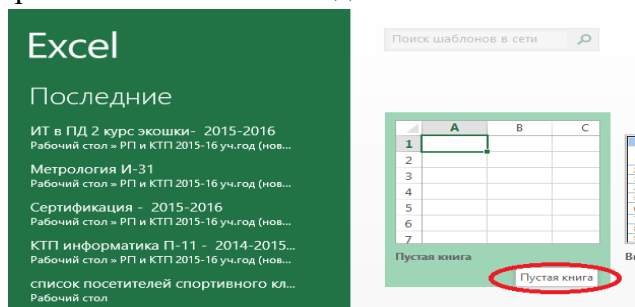 Excel
Поиск шаблонов в сети
Последние
ИТ в ПД 2 курс экошки- 2015-2016
Рабочий стол » РП и КТП 2015-16 уч.год (нов...
Метрология И-31
Рабочий стол » РП и КТП 2015-16 уч.год (нов...
Сертификация - 2015-2016
Рабочий стол » РП и КТП 2015-16 уч.год (нов...
КТП информатика П-11 - 2014-2015...
Рабочий стол » РП и КТП 2015-16 уч.год (нов...
список посетителей спортивного кл...
Рабочий стол
A B C
1
2
3
4
5
6
7
Пустая книга
Пустая книга